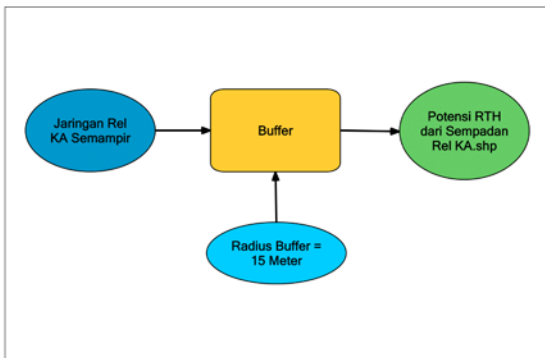 Jaringan Rel
KA Semampir
Buffer
Potensi RTH
dari Sempadan
Rel KA.shp
Radius Buffer =
15 Meter